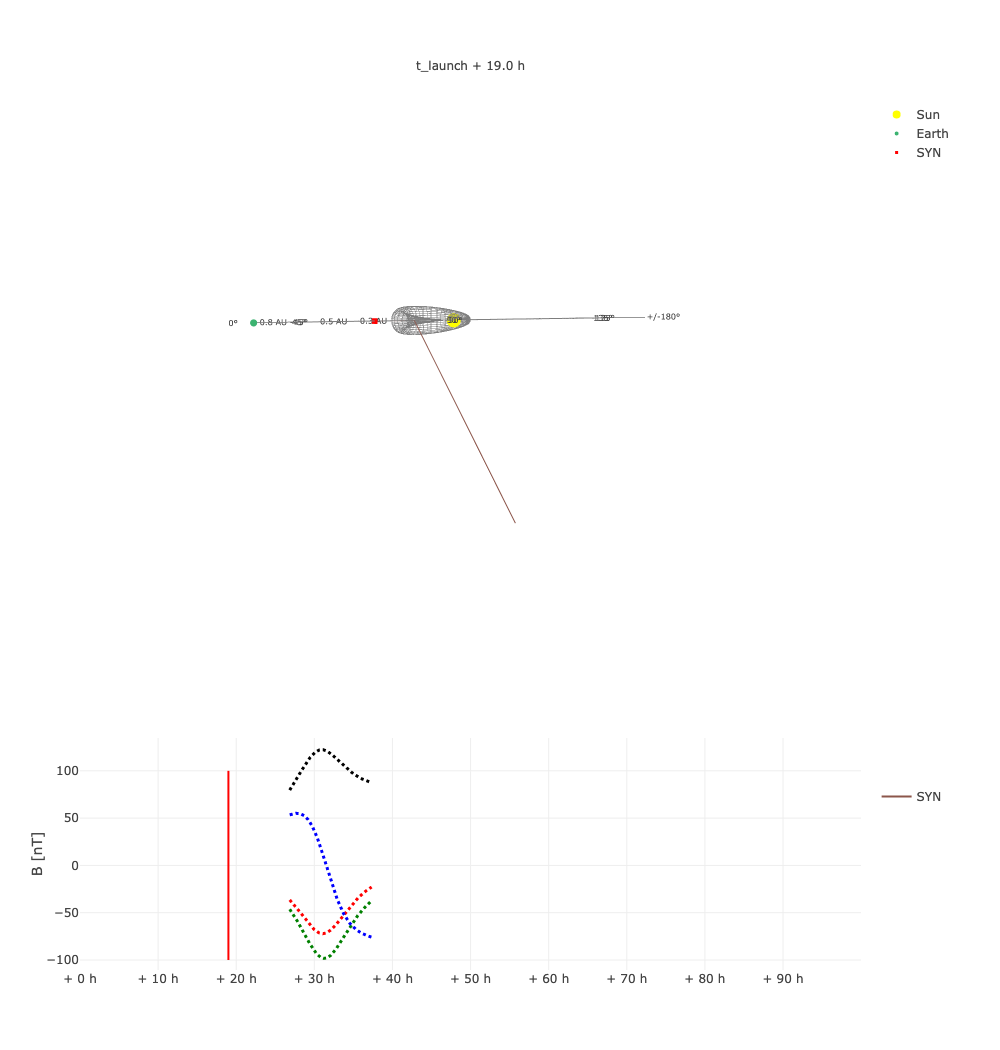 t_launch + 19.0 h
Sun
Earth
SYN
0°
0.8 AU
0.5 AU
+/-180°
100
50
0
−50
−100
B [nT]
SYN
+ 0 h
+ 10 h
+ 20 h
+ 30 h
+ 40 h
+ 50 h
+ 60 h
+ 70 h
+ 80 h
+ 90 h